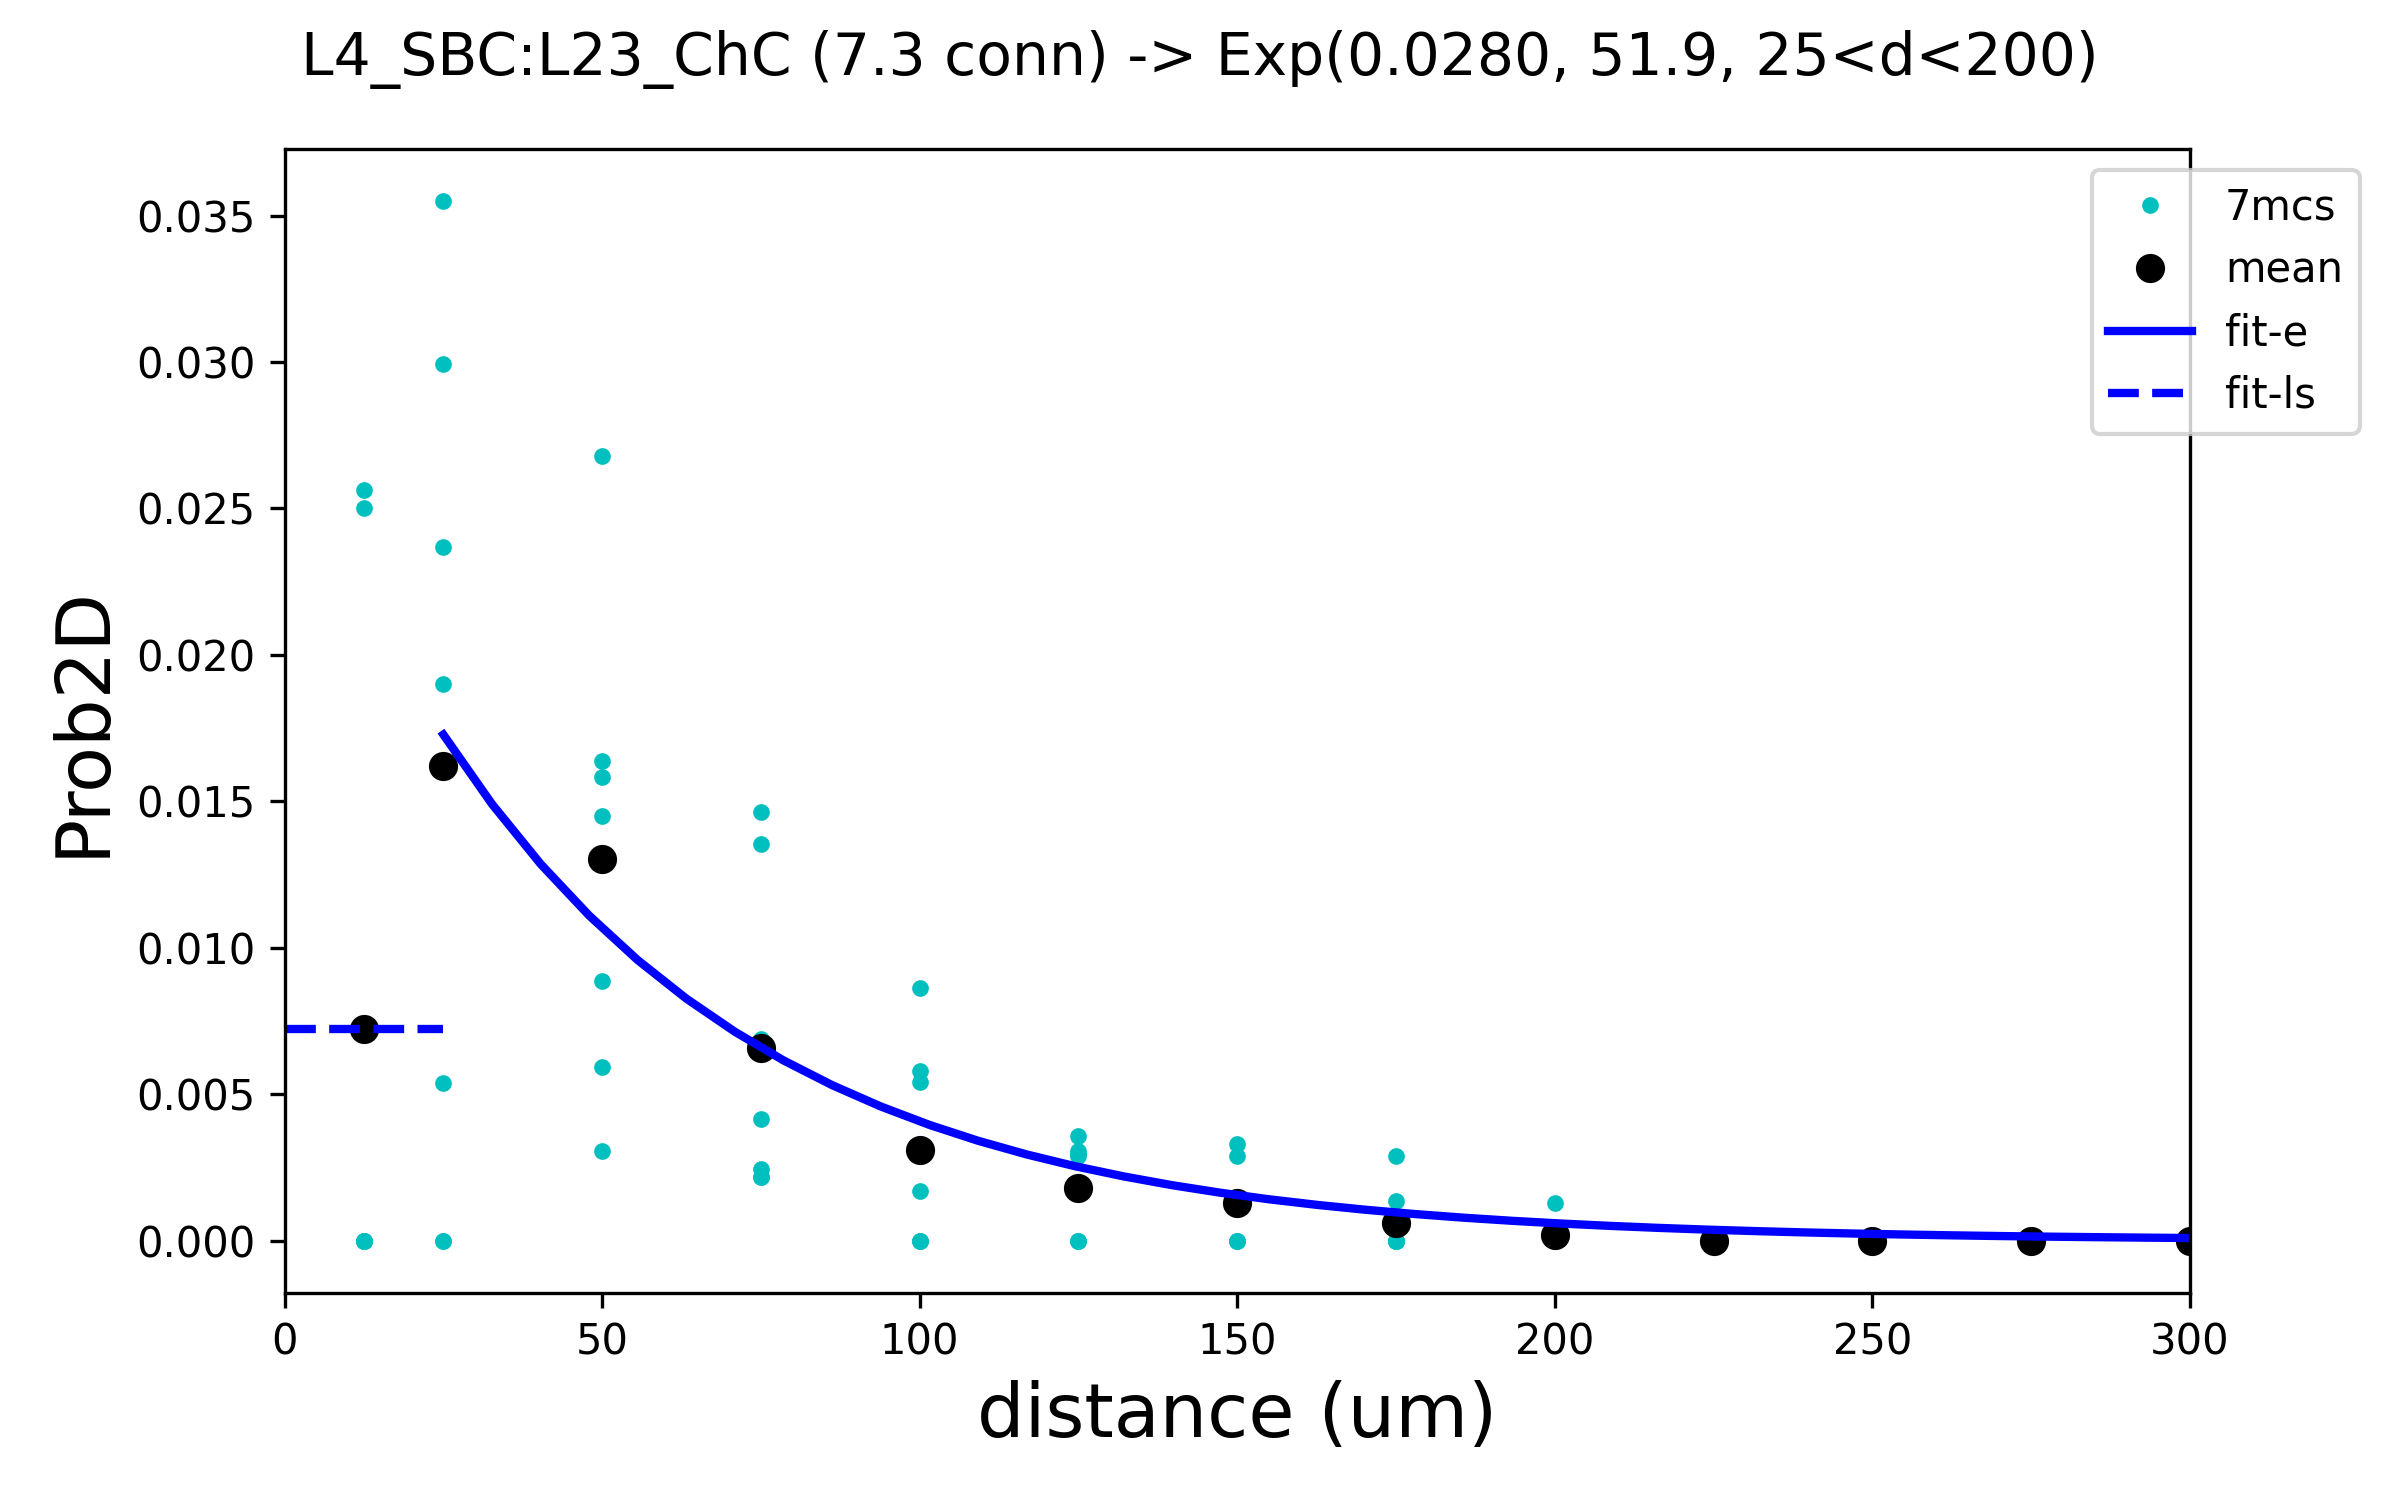 L4_SBC:L23_ChC (7.3 conn) -> Exp(0.0280, 51.9, 25<d<200)
7mcs
mean
fit-e
fit-ls
Prob2D
0.035
0.030
0.025
0.020
0.015
0.010
0.005
0.000
0 50 100 150 200 250 300
distance (um)